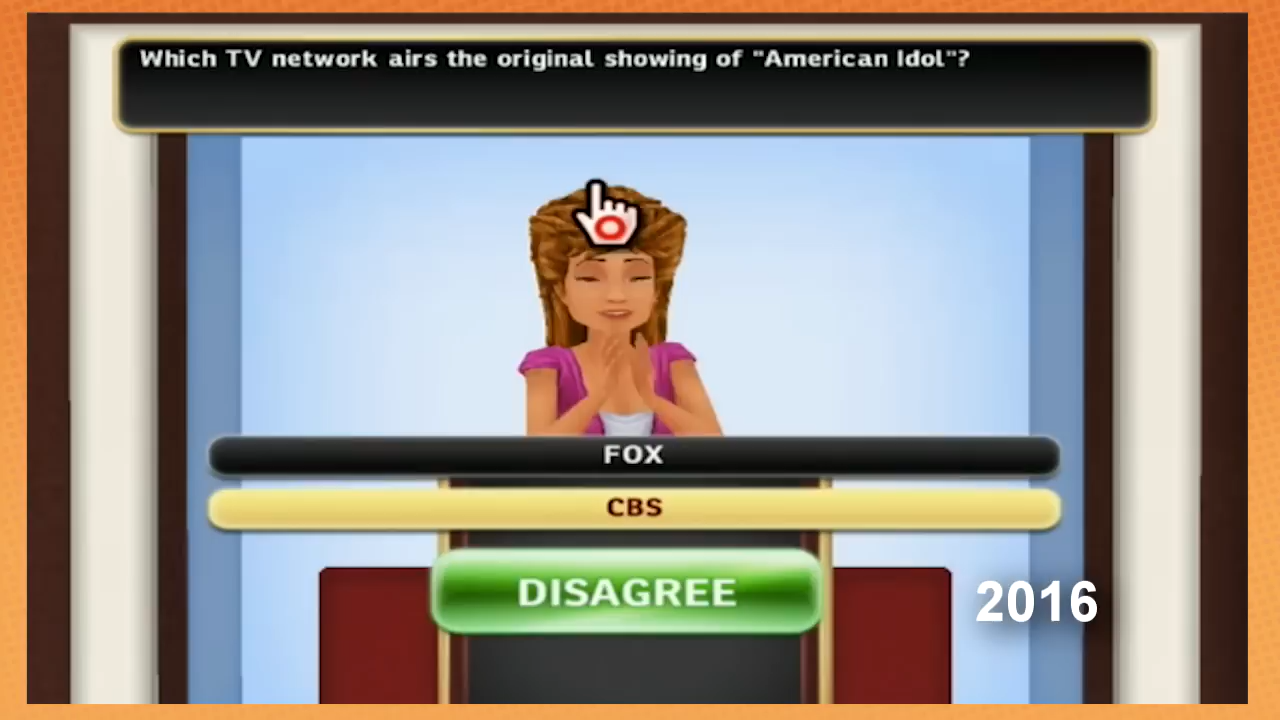 Which TV network airs the original showing of "American Idol"?
FOX
CBS
DISAGREE
2016